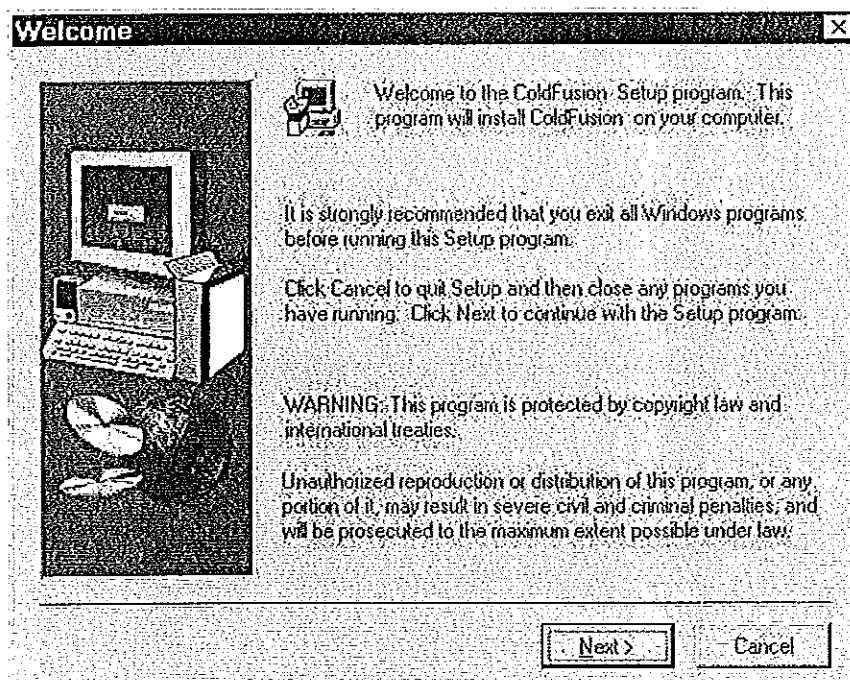 Welcome
Welcome to the ColdFusion Setup program. This
program will install ColdFusion on your computer.
It is strongly recommended that you exit all Windows programs
before running this Setup program.
Click Cancel to quit Setup and then close any programs you
have running. Click Next to continue with the Setup program.
WARNING: This program is protected by copyright law and
international treaties.
Unauthorized reproduction or distribution of this program, or any
portion of it, may result in severe civil and criminal penalties, and
will be prosecuted to the maximum extent possible under law.
Next >
Cancel